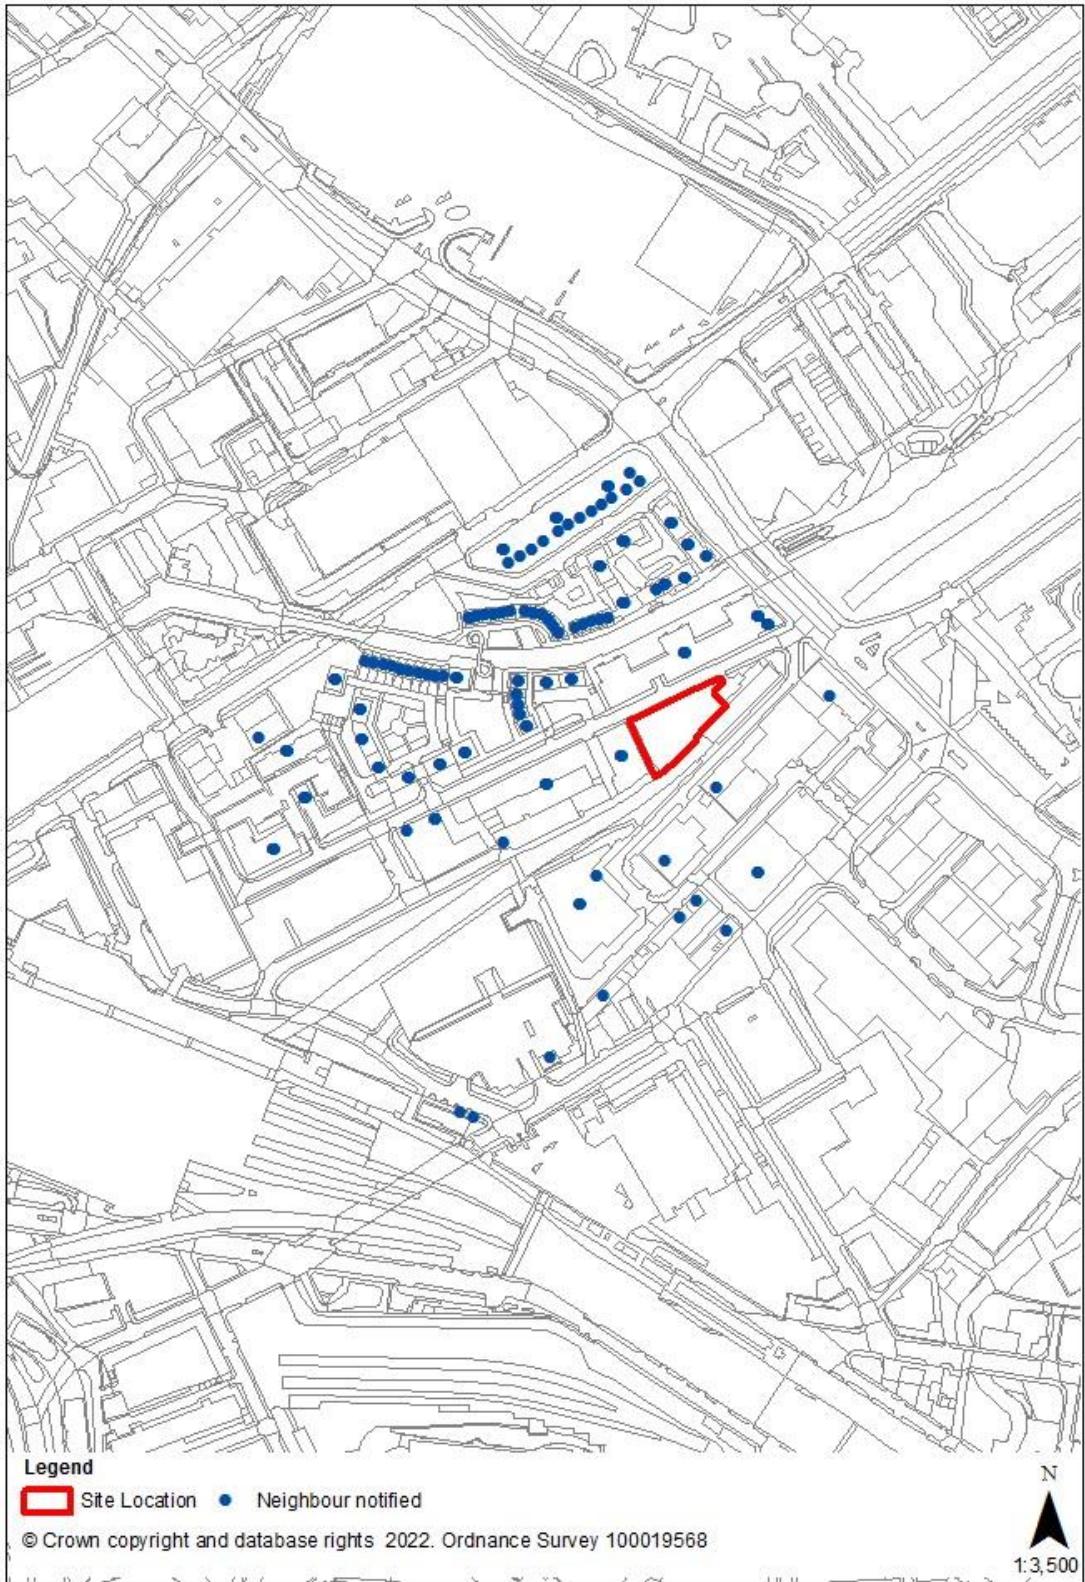 Legend
Site Location Neighbour notified
© Crown copyright and database rights 2022. Ordnance Survey 100019568
N
1:3,500